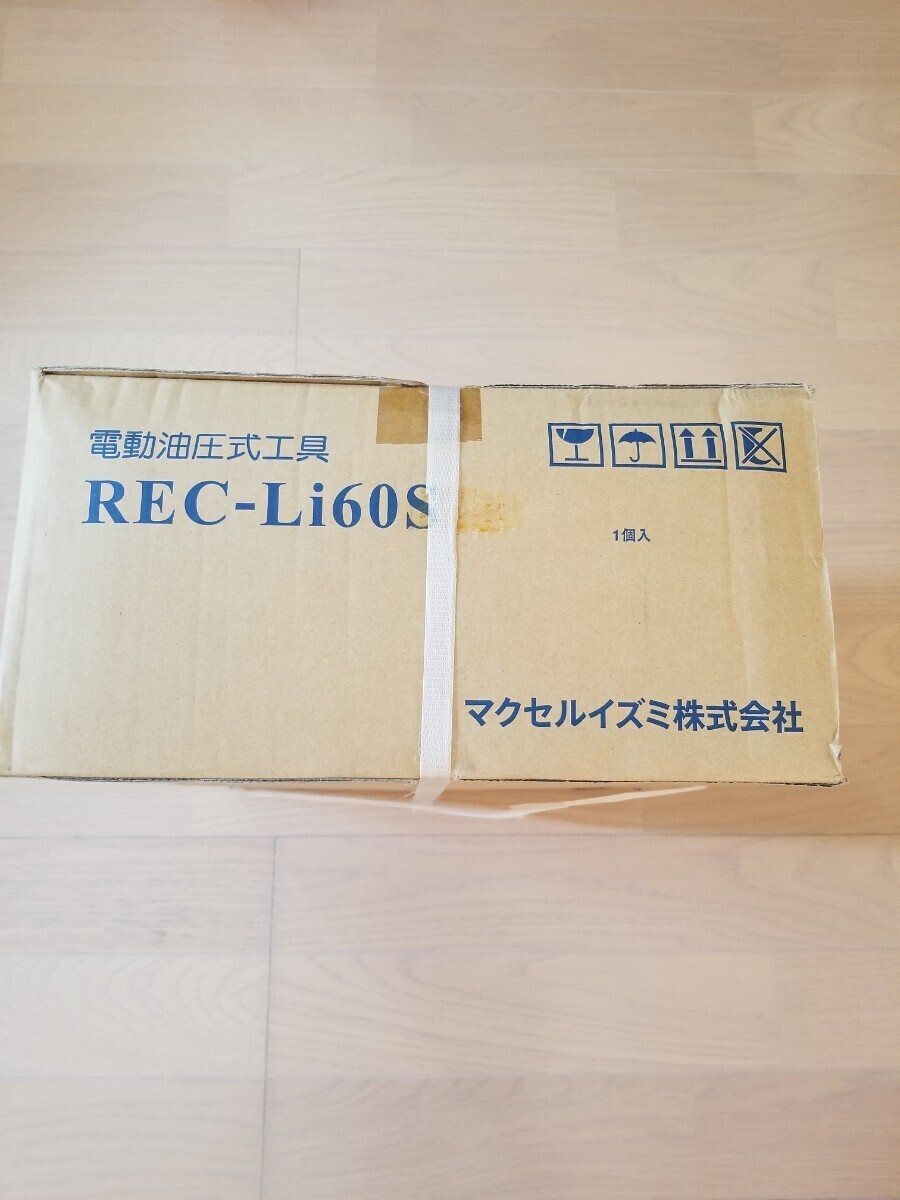 電動油圧式工具
REC-Li60S
1個入
マクセルイズミ株式会社